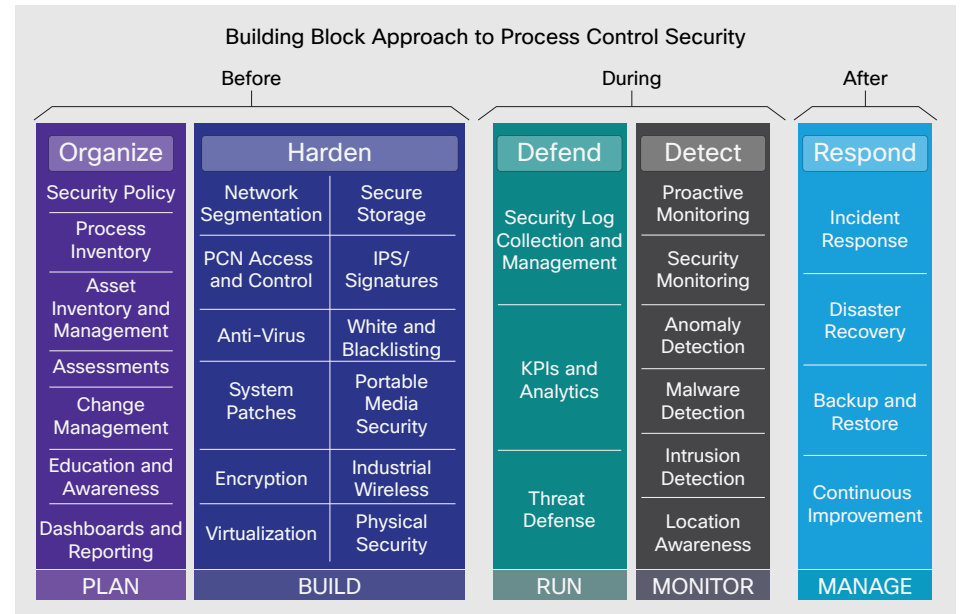 Building Block Approach to Process Control Security
Before
During
After
Organize
Security Policy
Process
Inventory
Asset
Inventory and
Management
Assessments
Change
Management
Education and
Awareness
Dashboards and
Reporting
PLAN
Harden
Network
Segmentation
PCN Access
and Control
Anti-Virus
System
Patches
Encryption
Virtualization
Secure
Storage
IPS/
Signatures
White and
Blacklisting
Portable
Media
Security
Industrial
Wireless
Physical
Security
BUILD
Defend
Security Log
Collection and
Management
KPIs and
Analytics
Threat
Defense
RUN
Detect
Proactive
Monitoring
Security
Monitoring
Anomaly
Detection
Malware
Detection
Intrusion
Detection
Location
Awareness
MONITOR
Respond
Incident
Response
Disaster
Recovery
Backup and
Restore
Continuous
Improvement
MANAGE